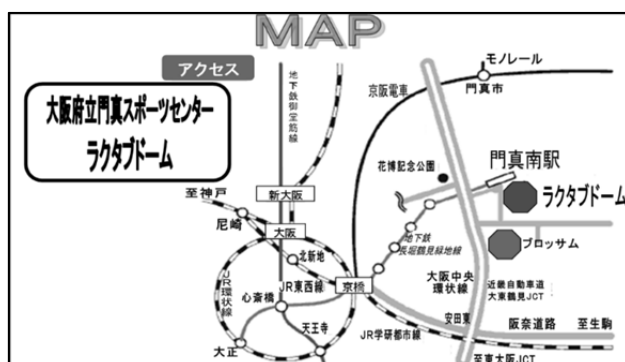 MAP
アクセス
大阪府立門真スポーツセンター
ラクタブドーム
地下鉄御堂筋線
モノレール
京阪電車
門真市
花博記念公園
門真南駅
ラクタブドーム
至神戸
新大阪
尼崎
大阪
北新地
地下鉄
長堀鶴見緑地線
ブロッサム
JR環状線
心斎橋
JR東西線
京橋
大阪中央
環状線
近畿自動車道
大東鶴見JCT
天王寺
大正
安田東
JR学研都市線
阪奈道路
至生駒
至東大阪JCT